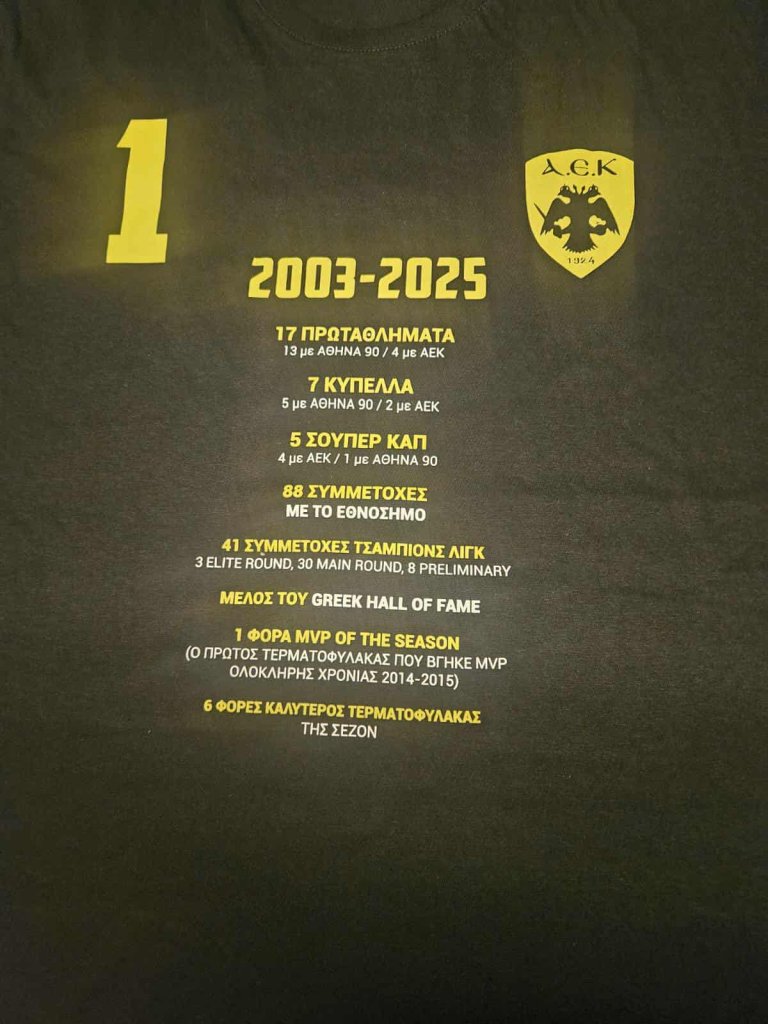 1
Α.Ε.Κ
1924
2003-2025
17 ΠΡΩΤΑΘΛΗΜΑΤΑ
13 με ΑΘΗΝΑ 90 / 4 με ΑΕΚ
7 ΚΥΠΕΛΛΑ
5 με ΑΘΗΝΑ 90 / 2 με ΑΕΚ
5 ΣΟΥΠΕΡ ΚΑΠ
4 με ΑΕΚ / 1 με ΑΘΗΝΑ 90
88 ΣΥΜΜΕΤΟΧΕΣ
ΜΕ ΤΟ ΕΘΝΟΣΗΜΟ
41 ΣΥΜΜΕΤΟΧΕΣ ΤΣΑΜΠΙΟΝΣ ΛΙΓΚ
3 ELITE ROUND, 30 MAIN ROUND, 8 PRELIMINARY
ΜΕΛΟΣ ΤΟΥ GREEK HALL OF FAME
1 ΦΟΡΑ MVP OF THE SEASON
(Ο ΠΡΩΤΟΣ ΤΕΡΜΑΤΟΦΥΛΑΚΑΣ ΠΟΥ ΒΓΗΚΕ MVP
ΟΛΟΚΛΗΡΗΣ ΧΡΟΝΙΑΣ 2014-2015)
6 ΦΟΡΕΣ ΚΑΛΥΤΕΡΟΣ ΤΕΡΜΑΤΟΦΥΛΑΚΑΣ
ΤΗΣ ΣΕΖΟΝ